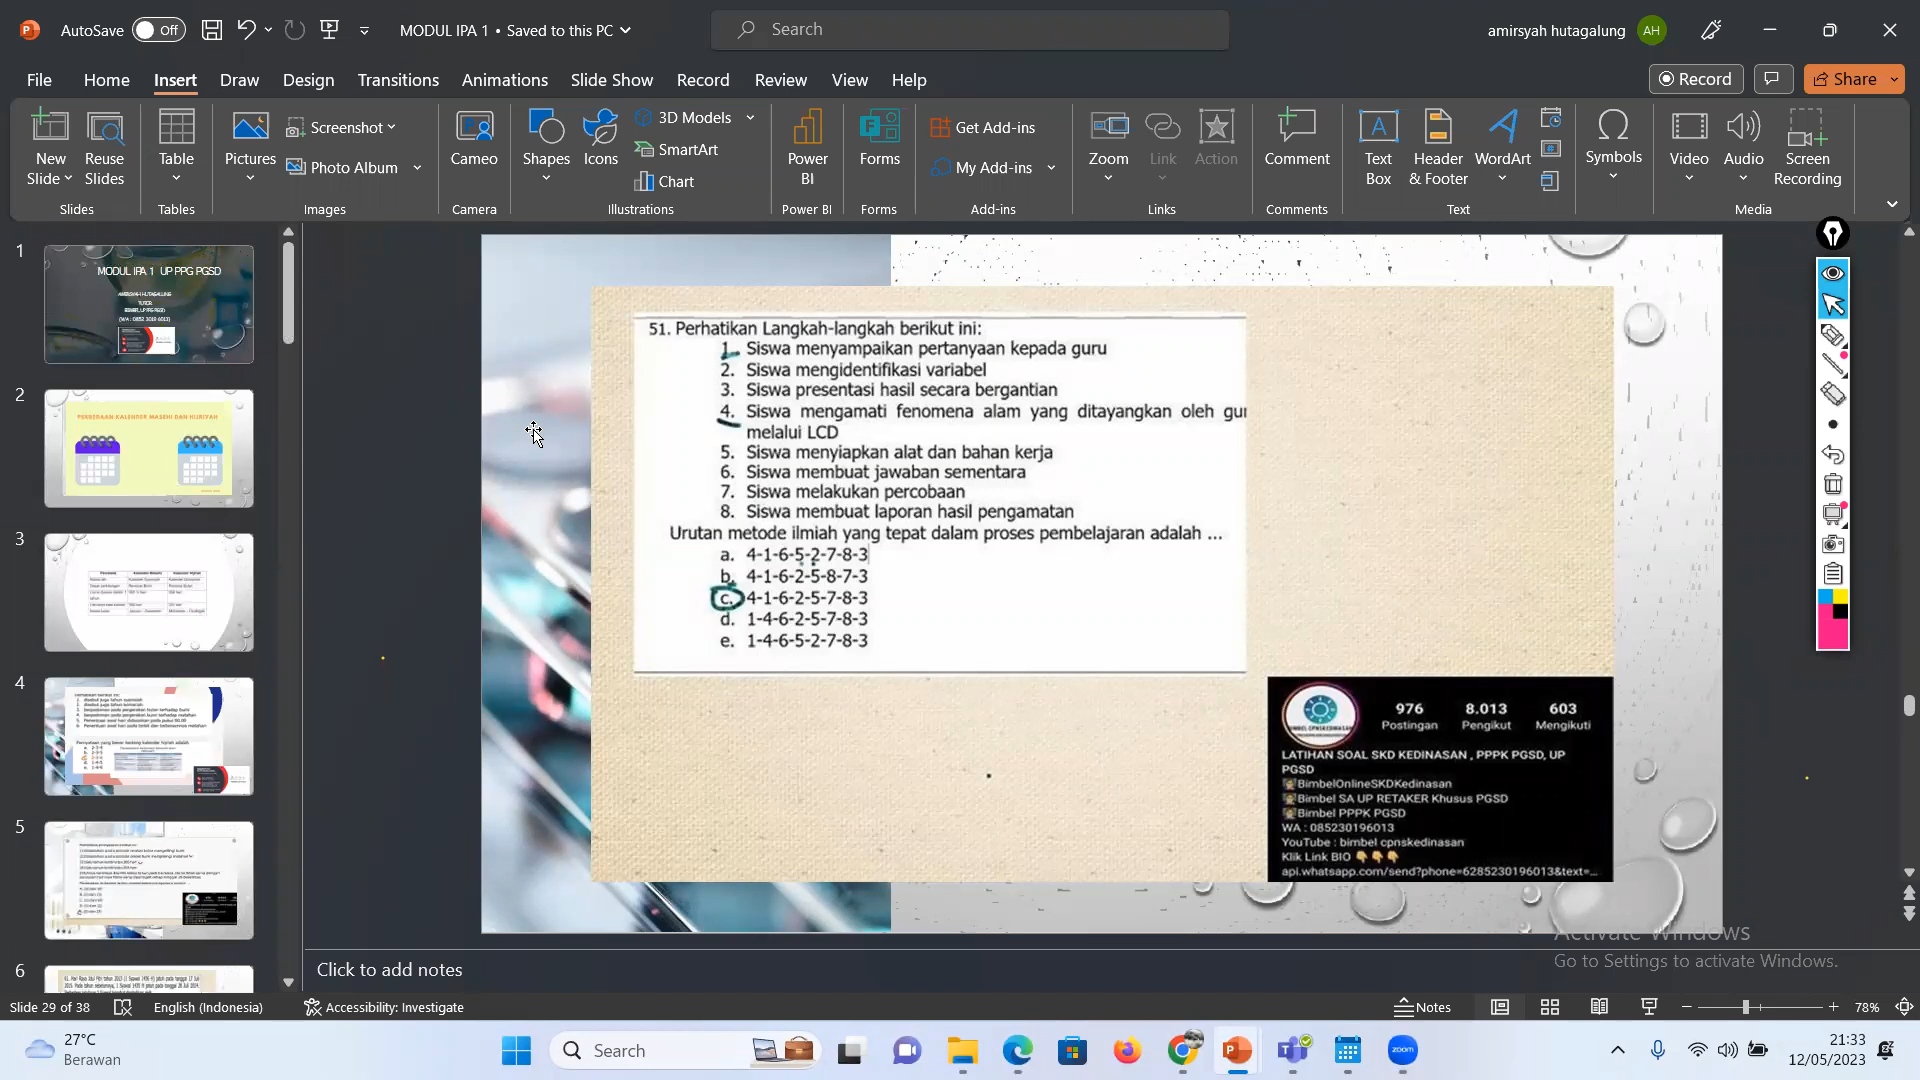 AutoSave Off MODUL IPA 1 • Saved to this PC Search amirsyah hutagalung AH
File Home Insert Draw Design Transitions Animations Slide Show Record Review View Help Record Share
New Slide Reuse Slides Table Pictures Screenshot Photo Album Cameo Shapes Icons 3D Models SmartArt Chart Power BI Forms Get Add-ins My Add-ins Zoom Link Action Comment Text Box Header & Footer WordArt Symbols Video Audio Screen Recording
Slides Tables Images Camera Illustrations Power BI Forms Add-ins Links Comments Text Media
1
MODUL IPA 1 UP PPG PGSD
2
PERBEDAAN KALENDER MASEHI DAN HIJRIYAH
3
4
5
6
51. Perhatikan Langkah-langkah berikut ini:
1. Siswa menyampaikan pertanyaan kepada guru
2. Siswa mengidentifikasi variabel
3. Siswa presentasi hasil secara bergantian
4. Siswa mengamati fenomena alam yang ditayangkan oleh gur
melalui LCD
5. Siswa menyiapkan alat dan bahan kerja
6. Siswa membuat jawaban sementara
7. Siswa melakukan percobaan
8. Siswa membuat laporan hasil pengamatan
Urutan metode ilmiah yang tepat dalam proses pembelajaran adalah ...
a. 4-1-6-5-2-7-8-3
b. 4-1-6-2-5-8-7-3
c. 4-1-6-2-5-7-8-3
d. 1-4-6-2-5-7-8-3
e. 1-4-6-5-2-7-8-3
976 8.013 603
Postingan Pengikut Mengikuti
LATIHAN SOAL SKD KEDINASAN , PPPK PGSD, UP
PGSD
BimbelOnlineSKDKedinasan
Bimbel SA UP RETAKER Khusus PGSD
Bimbel PPPK PGSD
WA : 085230196013
YouTube : bimbel cpnskedinasan
Klik Link BIO
api.whatsapp.com/send?phone=6285230196013&text=...
Activate Windows
Go to Settings to activate Windows.
Click to add notes
Slide 29 of 38 English (Indonesia) Accessibility: Investigate Notes 78%
27°C
Berawan
Search
zoom
21:33
12/05/2023